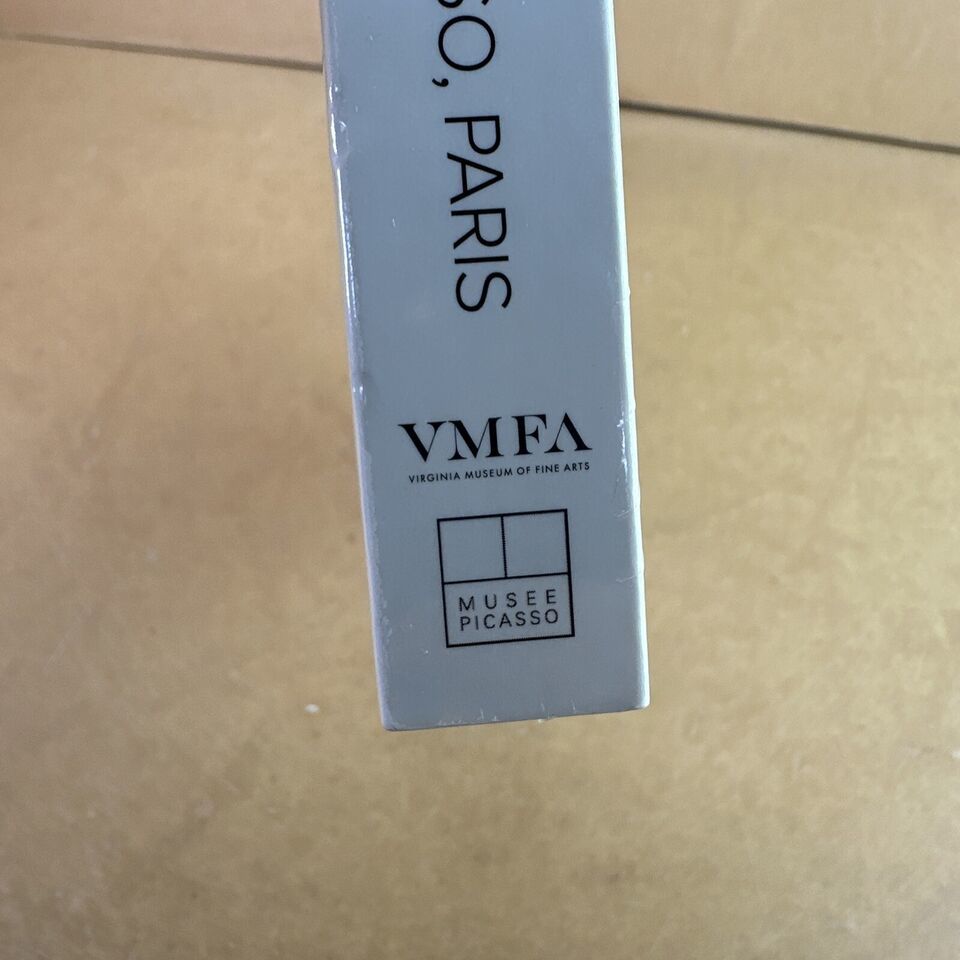 SO, PARIS
VMFA
VIRGINIA MUSEUM OF FINE ARTS
MUSEE
PICASSO